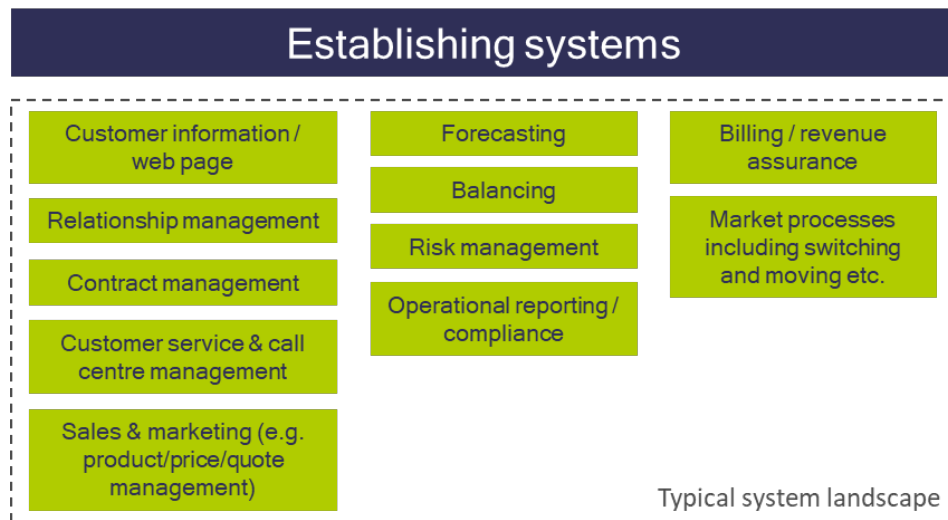 Establishing systems
Customer information /
web page
Relationship management
Contract management
Customer service & call
centre management
Sales & marketing (e.g.
product/price/quote
management)
Forecasting
Balancing
Risk management
Operational reporting /
compliance
Billing / revenue
assurance
Market processes
including switching
and moving etc.
Typical system landscape